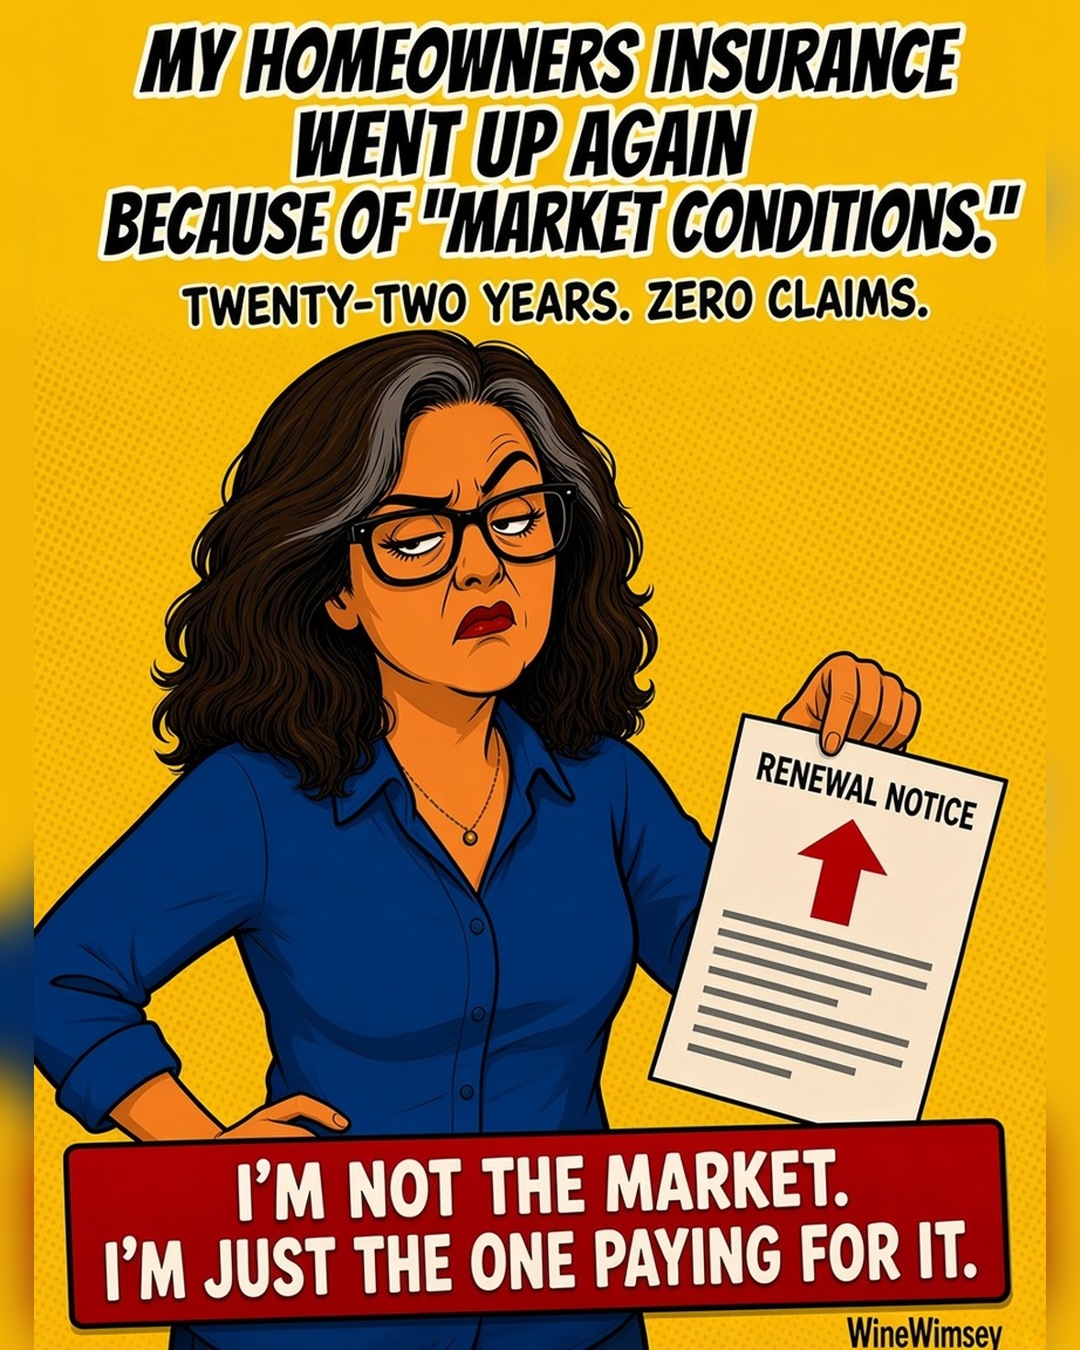 MY HOMEOWNERS INSURANCE
WENT UP AGAIN
BECAUSE OF "MARKET CONDITIONS."
TWENTY-TWO YEARS. ZERO CLAIMS.
RENEWAL NOTICE
I'M NOT THE MARKET.
I'M JUST THE ONE PAYING FOR IT.
WineWimsey